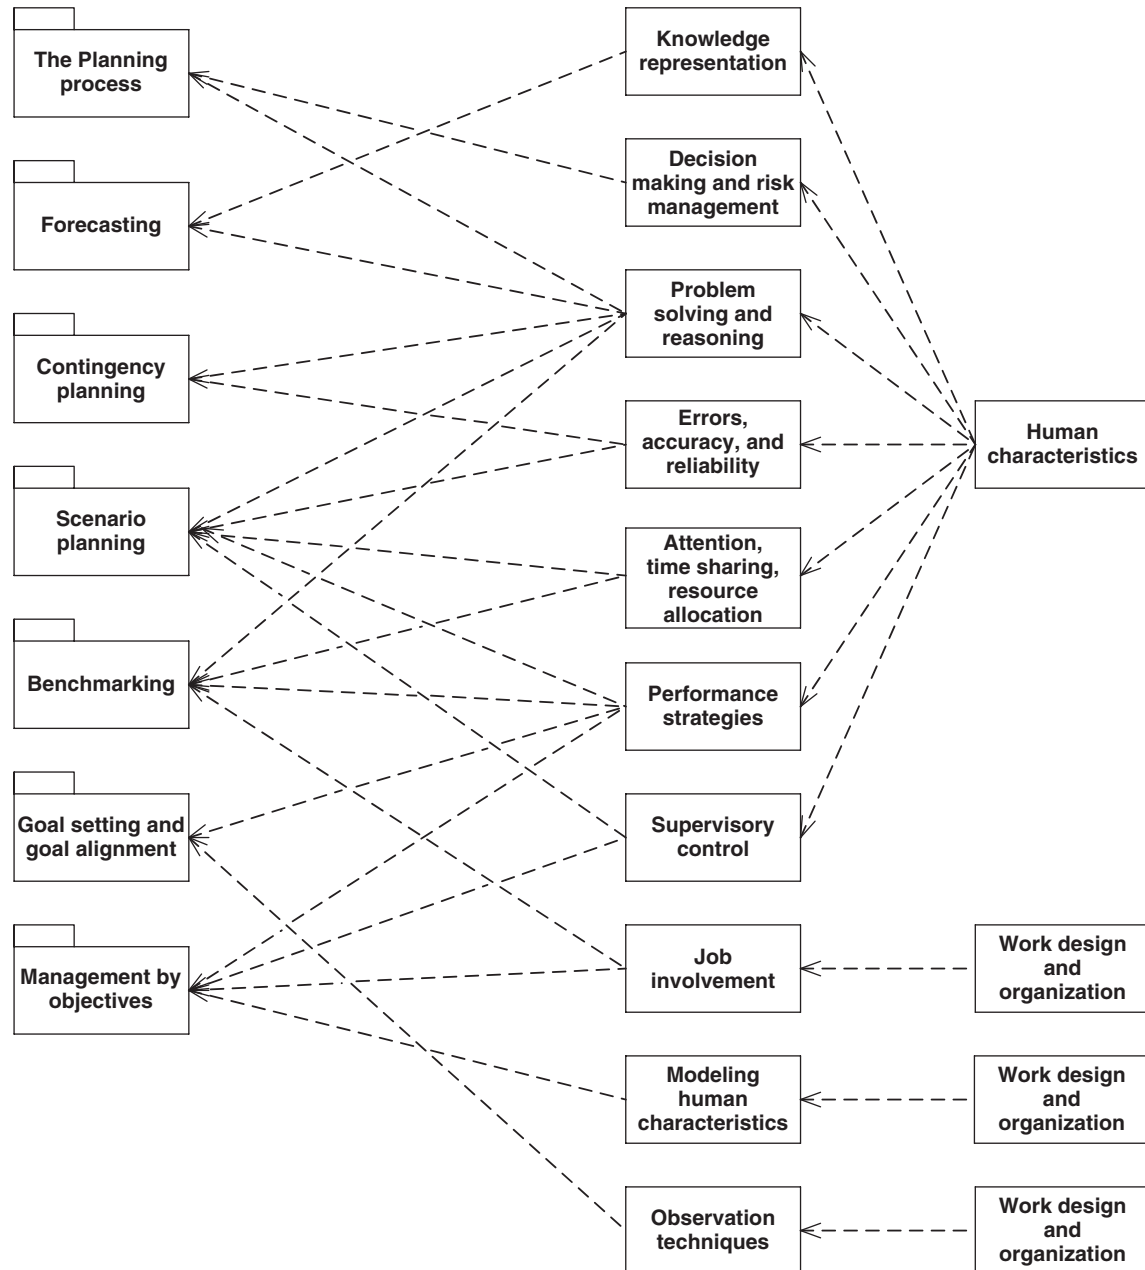 The Planning
process
Forecasting
Contingency
planning
Scenario
planning
Benchmarking
Goal setting and
goal alignment
Management by
objectives
Knowledge
representation
Decision
making and risk
management
Problem
solving and
reasoning
Errors,
accuracy, and
reliability
Attention,
time sharing,
resource
allocation
Performance
strategies
Supervisory
control
Job
involvement
Modeling
human
characteristics
Observation
techniques
Human
characteristics
Work design
and
organization
Work design
and
organization
Work design
and
organization